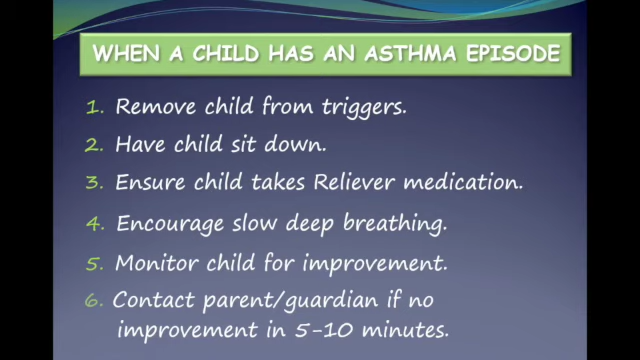 WHEN A CHILD HAS AN ASTHMA EPISODE
1. Remove child from triggers.
2. Have child sit down.
3. Ensure child takes Reliever medication.
4. Encourage slow deep breathing.
5. Monitor child for improvement.
6. Contact parent/guardian if no
improvement in 5-10 minutes.